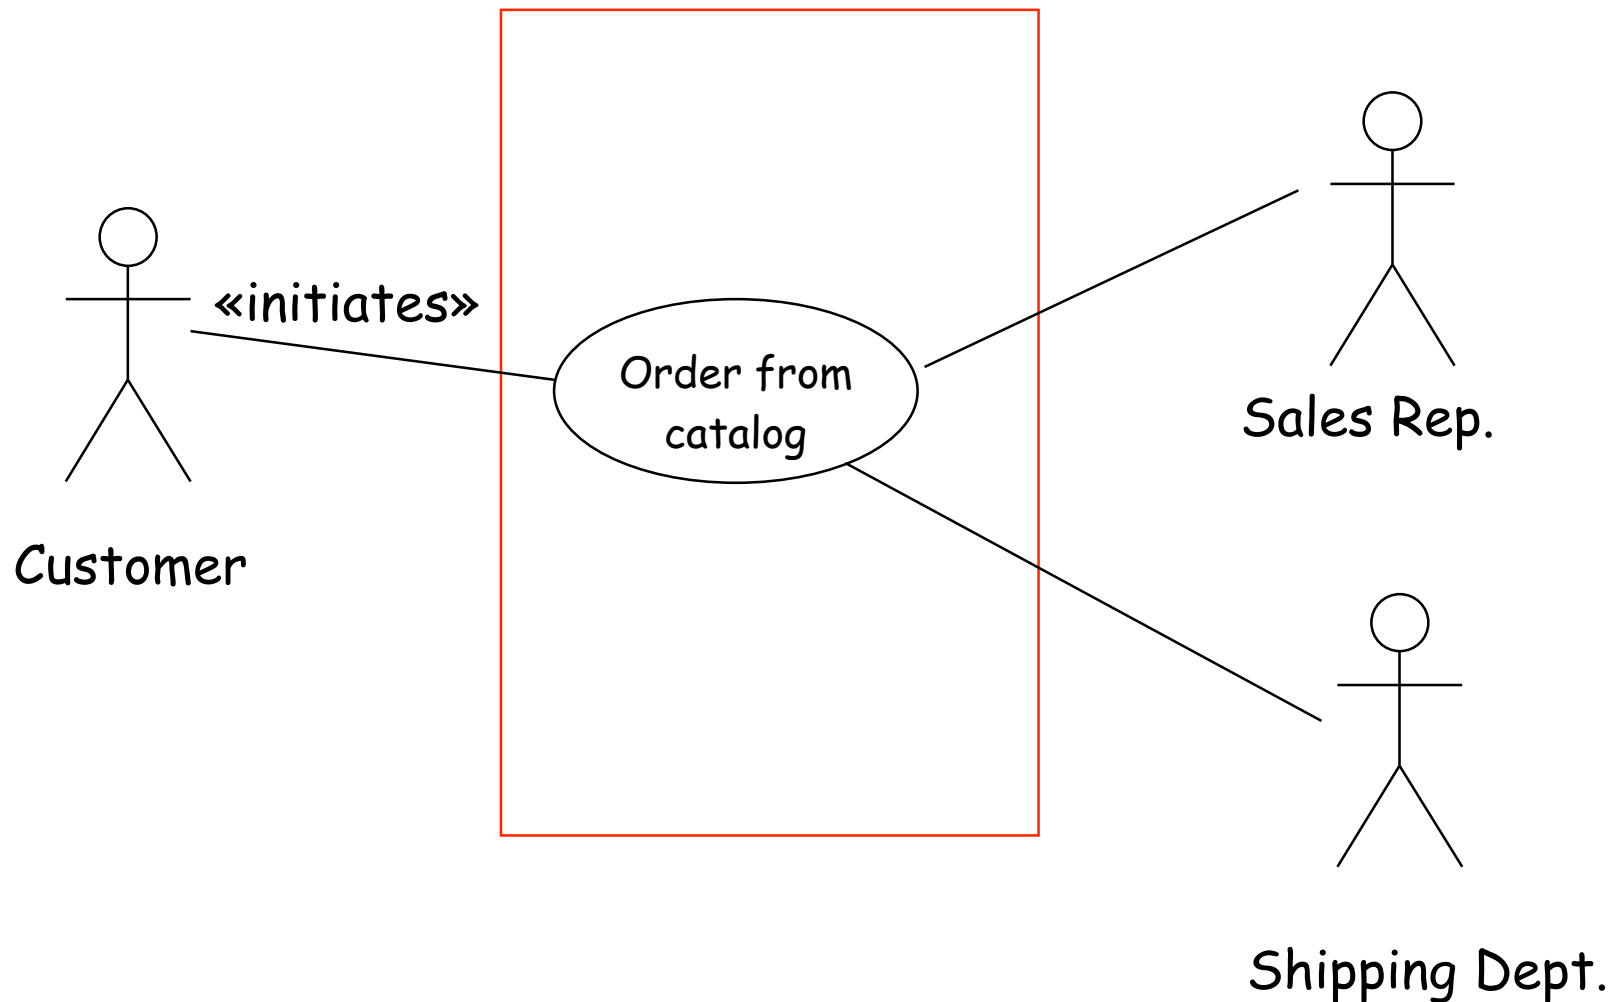 «initiates»
Order from
catalog
Sales Rep.
Customer
Shipping Dept.